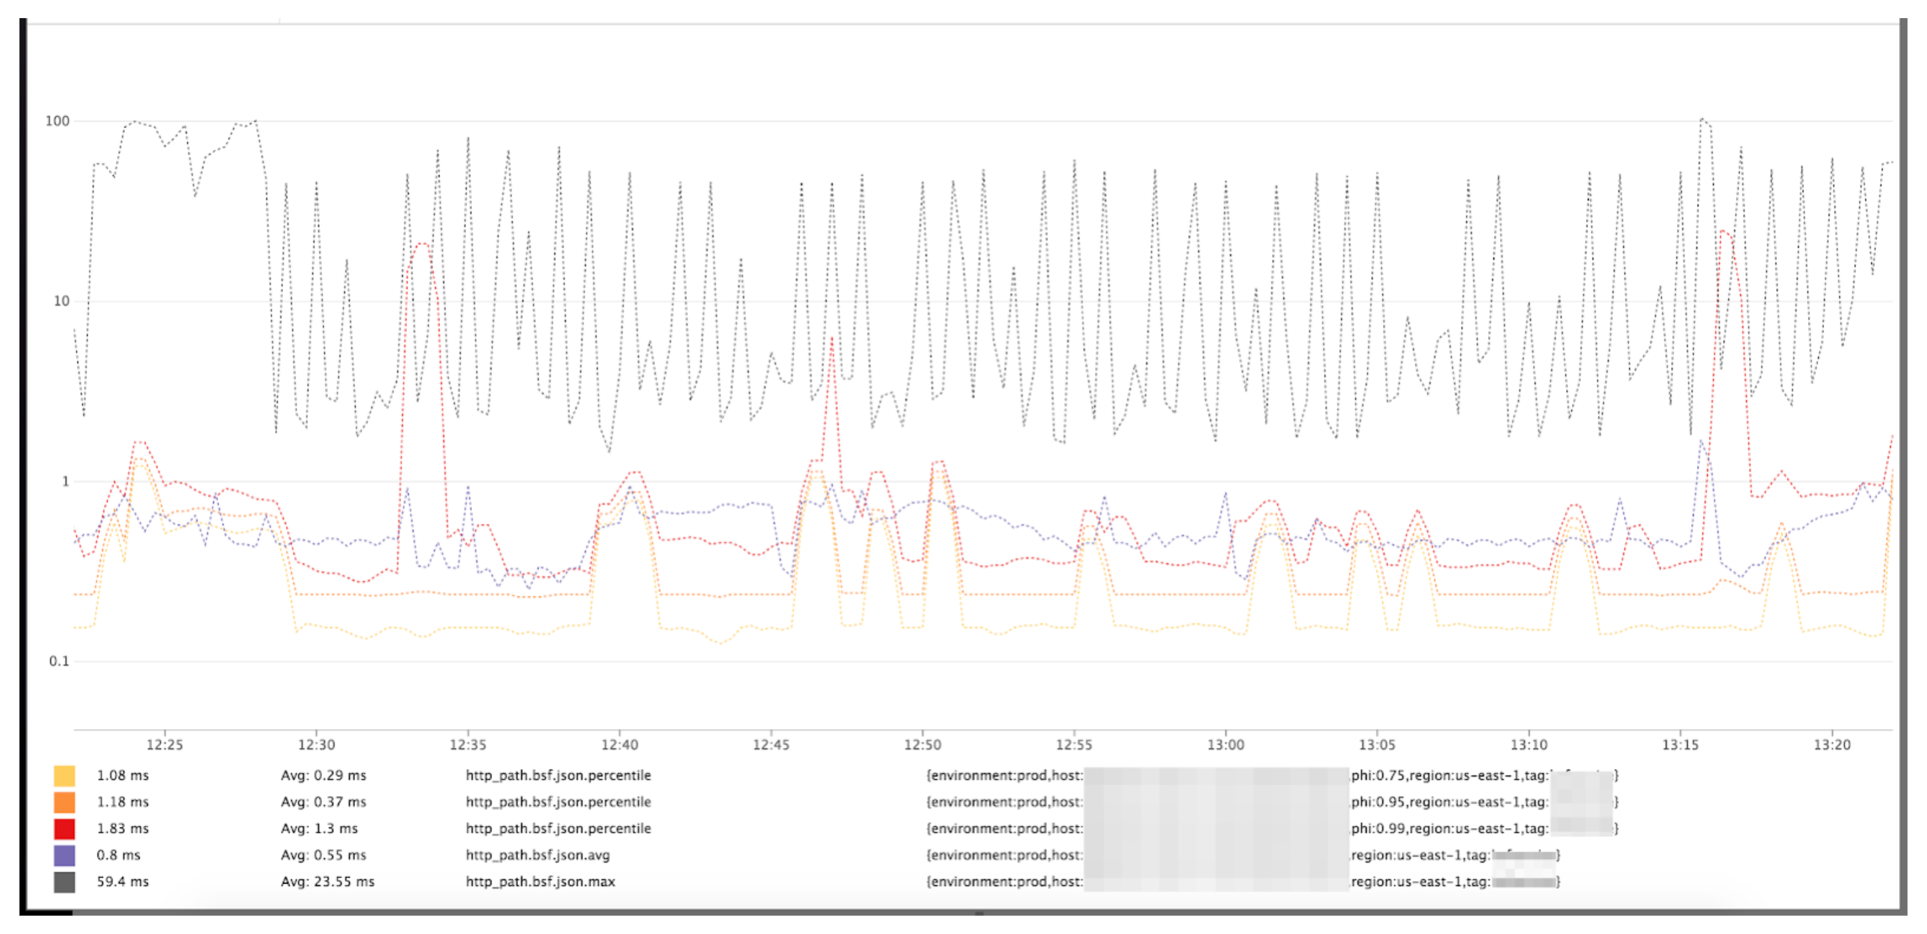 100
10
1
0.1
12:25 12:30 12:35 12:40 12:45 12:50 12:55 13:00 13:05 13:10 13:15 13:20
1.08 ms Avg: 0.29 ms http_path.bsf.json.percentile {environment:prod,host: ,phi:0.75,region:us-east-1,tag: }
1.18 ms Avg: 0.37 ms http_path.bsf.json.percentile {environment:prod,host: ,phi:0.95,region:us-east-1,tag: }
1.83 ms Avg: 1.3 ms http_path.bsf.json.percentile {environment:prod,host: ,phi:0.99,region:us-east-1,tag: }
0.8 ms Avg: 0.55 ms http_path.bsf.json.avg {environment:prod,host: ,region:us-east-1,tag: }
59.4 ms Avg: 23.55 ms http_path.bsf.json.max {environment:prod,host: ,region:us-east-1,tag: }